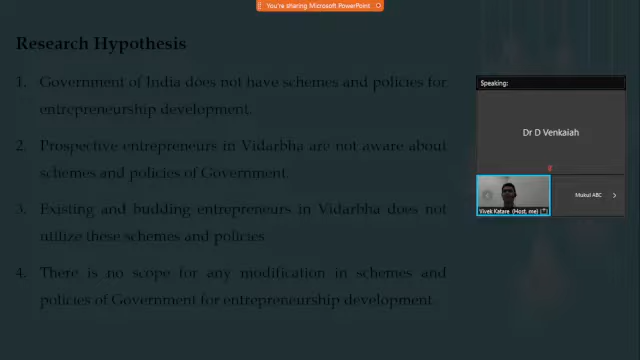 You're sharing Microsoft PowerPoint
Research Hypothesis
1. Government of India does not have schemes and policies for
entrepreneurship development.
2. Prospective entrepreneurs in Vidarbha are not aware about
schemes and policies of Government.
3. Existing and budding entrepreneurs in Vidarbha does not
utilize these schemes and policies
4. There is no scope for any modification in schemes and
policies of Government for entrepreneurship development.
Speaking:
Dr D Venkaiah
Vivek Katare (Host, me)
Mukul ABC